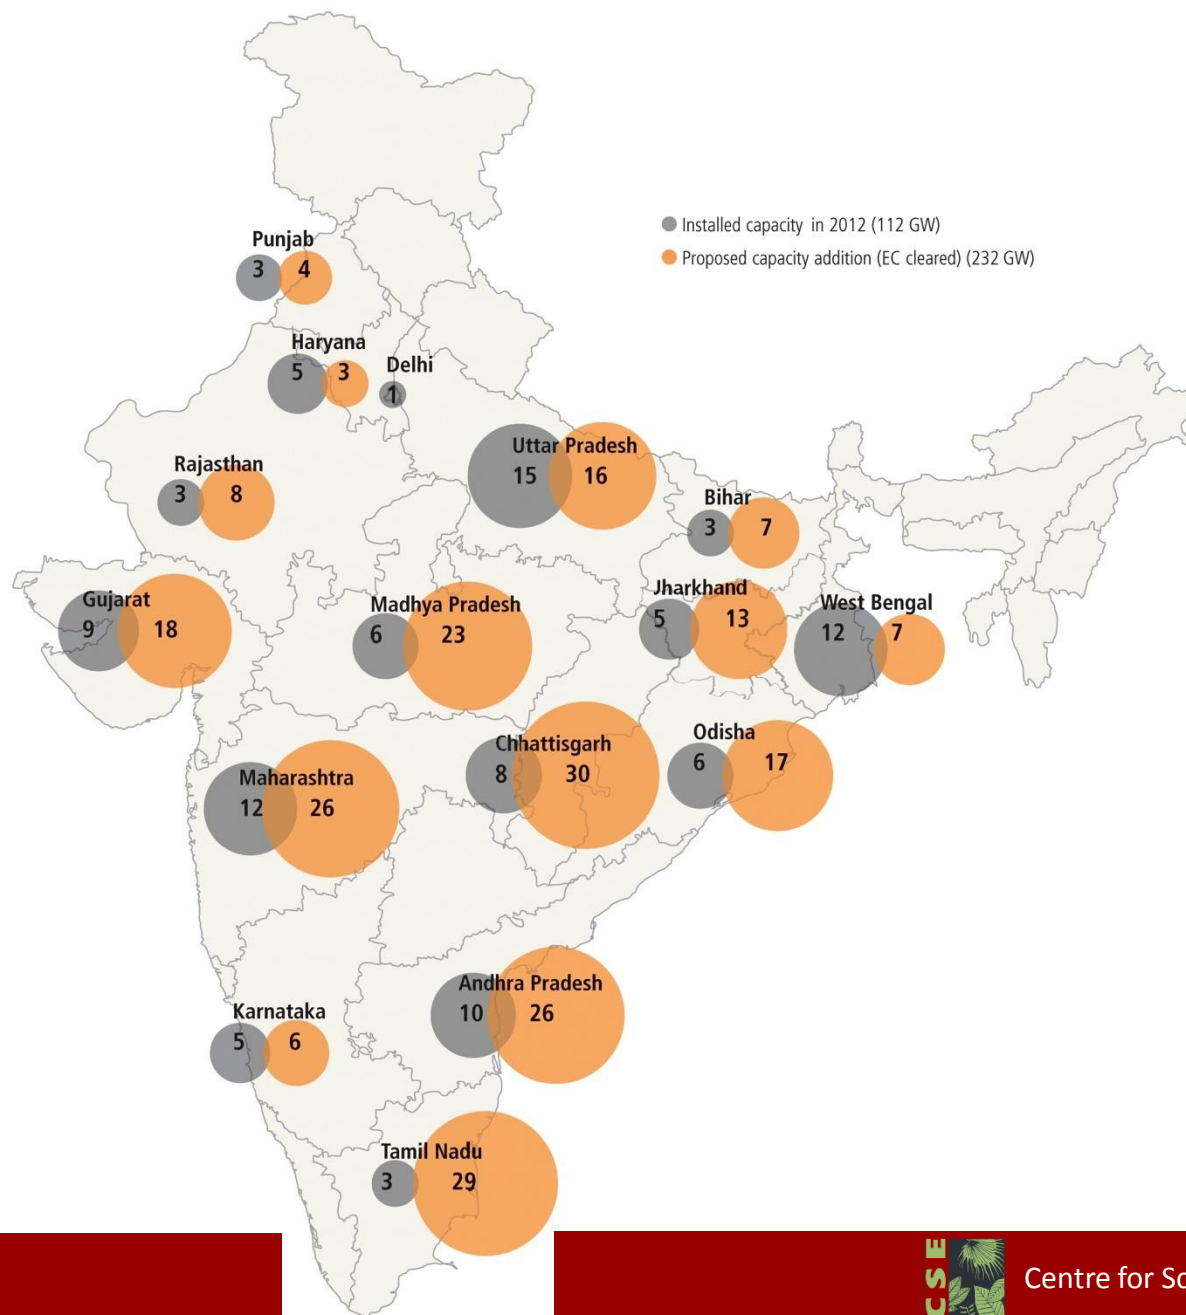 Installed capacity in 2012 (112 GW)
Proposed capacity addition (EC cleared) (232 GW)
Punjab
3 4
Haryana
5 3
Delhi
1
Uttar Pradesh
15 16
Rajasthan
3 8
Bihar
3 7
Gujarat
9 18
Madhya Pradesh
6 23
Jharkhand
5 13
West Bengal
12 7
Chhattisgarh
8 30
Odisha
6 17
Maharashtra
12 26
Andhra Pradesh
10 26
Karnataka
5 6
Tamil Nadu
3 29
CSE
Centre for Sc